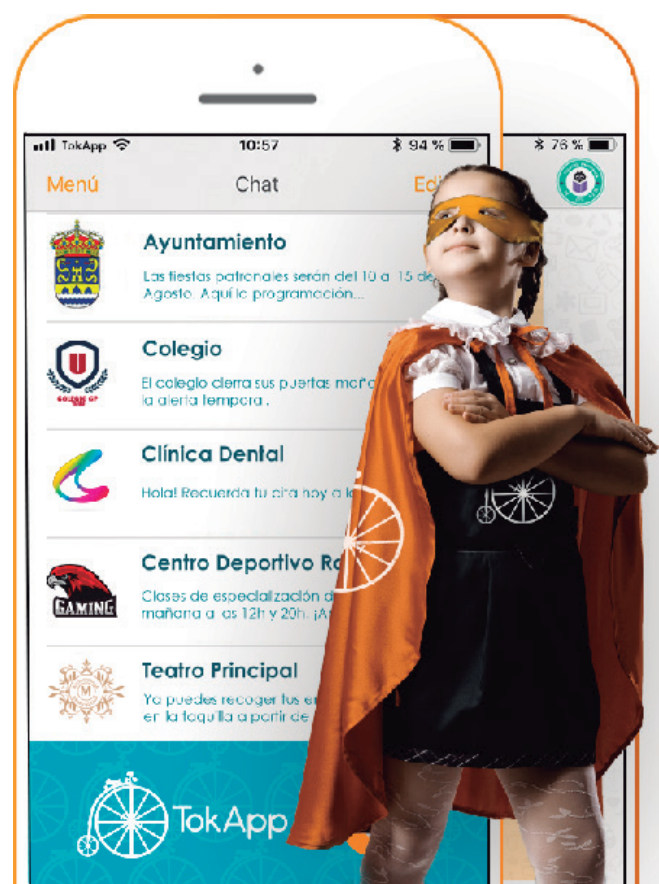 TokApp 10:57 94 % 76 %
Menú Chat
Ayuntamiento
Las fiestas patronales serán del 10 al 15 de
Agosto. Aquí la programación...
Colegio
El colegio cierra sus puertas
la alerta temporal.
Clínica Dental
Hola! Recuerda tu cita hoy a
Centro Deportivo
Clases de especialización
mañana a las 12h y 20h.
GAMING
Teatro Principal
Ya puedes recoger tus
en la taquilla a partir de
TokApp